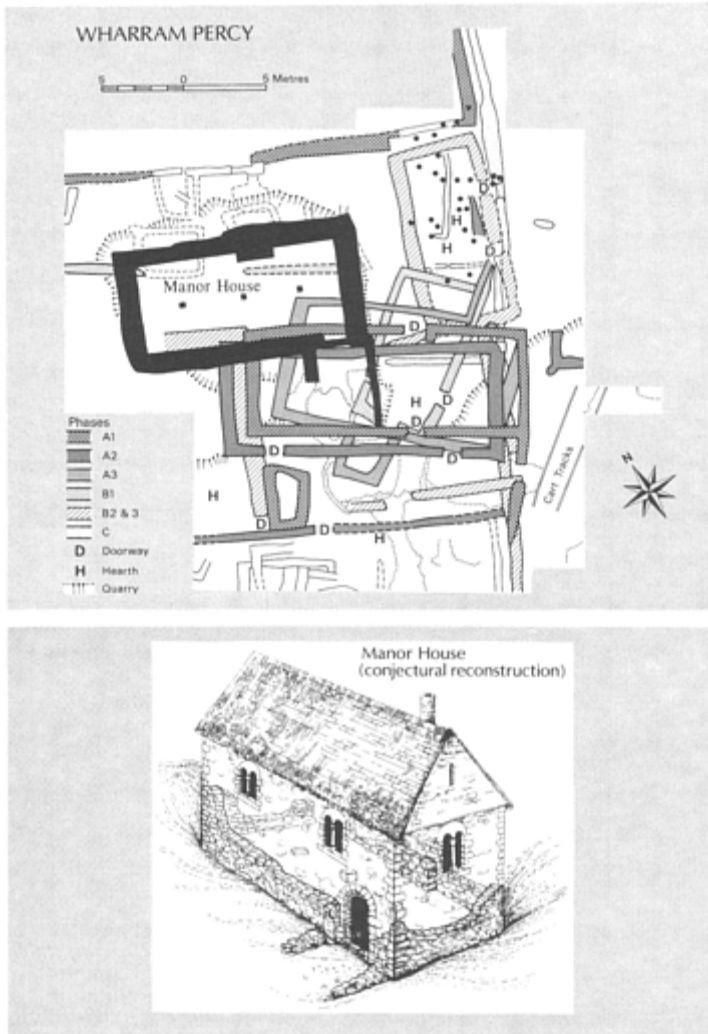 WHARRAM PERCY
5 0 5 Metres
D
H
H
D
Manor House
D
H
D
D
D
D
H
D
D
H
Cart Tracks
N
Phases
A1
A2
A3
B1
B2 & 3
C
D Doorway
H Hearth
Quarry
Manor House
(conjectural reconstruction)